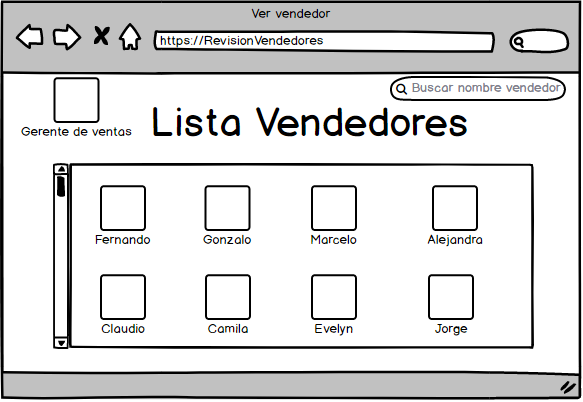 Ver vendedor
https://RevisionVendedores
Buscar nombre vendedor
Gerente de ventas
Lista Vendedores
Fernando Gonzalo Marcelo Alejandra
Claudio Camila Evelyn Jorge